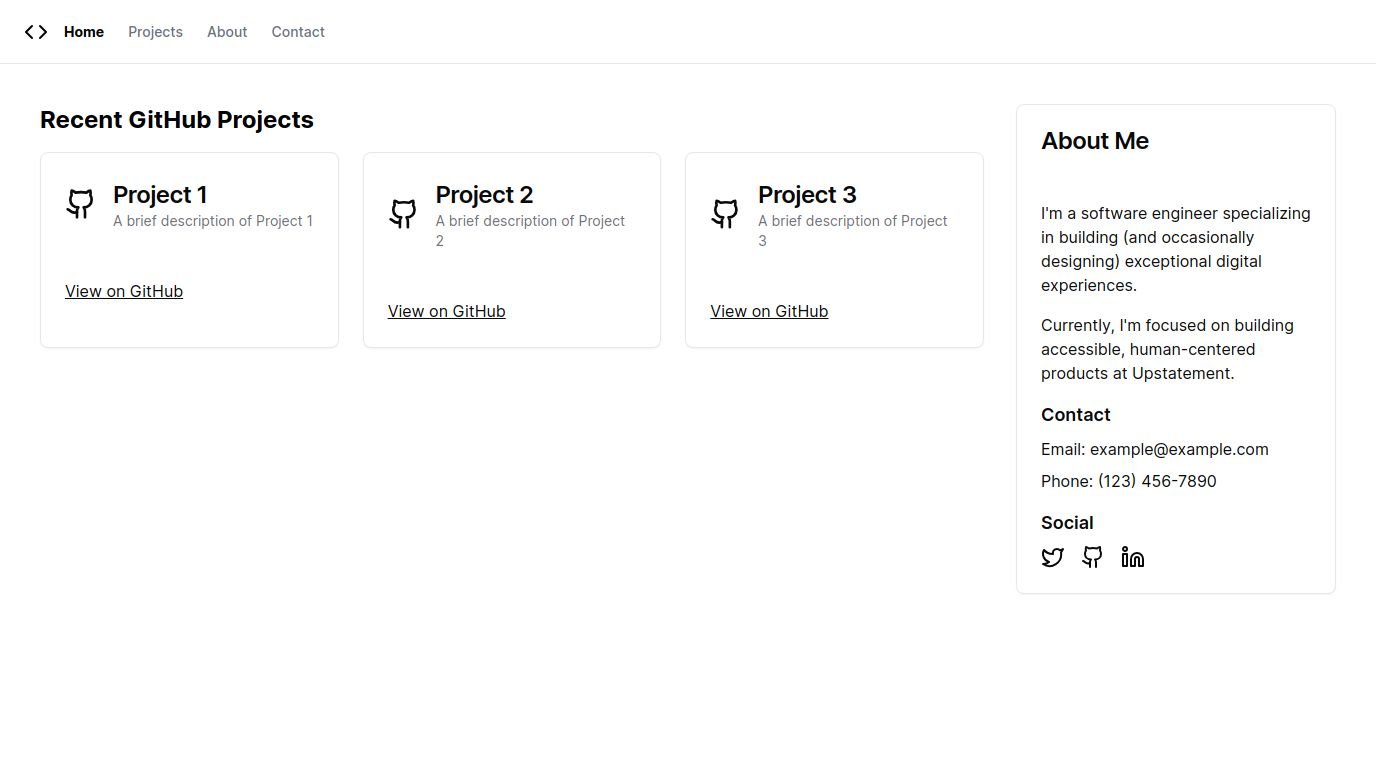 Home Projects About Contact
Recent GitHub Projects
Project 1
A brief description of Project 1
View on GitHub
Project 2
A brief description of Project
2
View on GitHub
Project 3
A brief description of Project
3
View on GitHub
About Me
I'm a software engineer specializing
in building (and occasionally
designing) exceptional digital
experiences.
Currently, I'm focused on building
accessible, human-centered
products at Upstatement.
Contact
Email: example@example.com
Phone: (123) 456-7890
Social